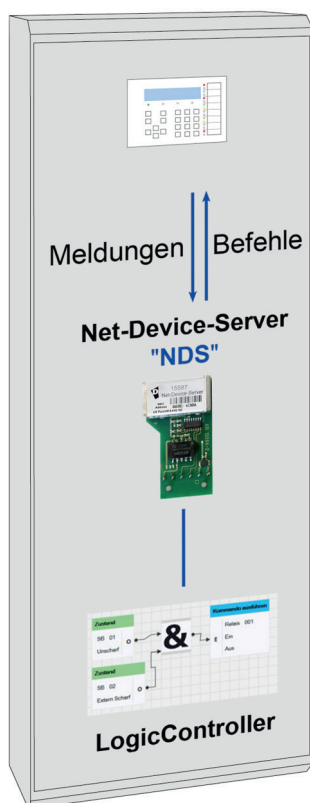 Meldungen
Befehle
Net-Device-Server
"NDS"
15587
Net-Device-Server
Zustand
SB 01
Unscharf
&
Kommando ausführen
Relais 001
E
Ein
Aus
Zustand
SB 02
Extern Scharf
LogicController